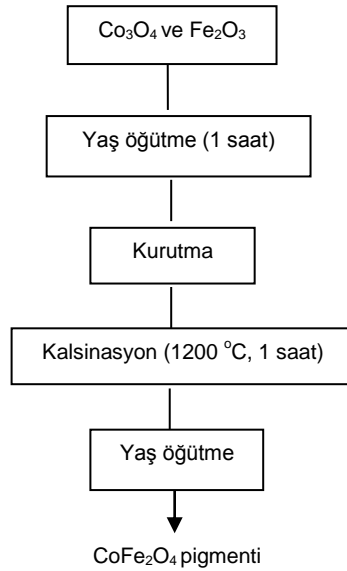 Co₃O₄ ve Fe₂O₃
Yaş öğütme (1 saat)
Kurutma
Kalsinasyon (1200 °C, 1 saat)
Yaş öğütme
CoFe₂O₄ pigmenti